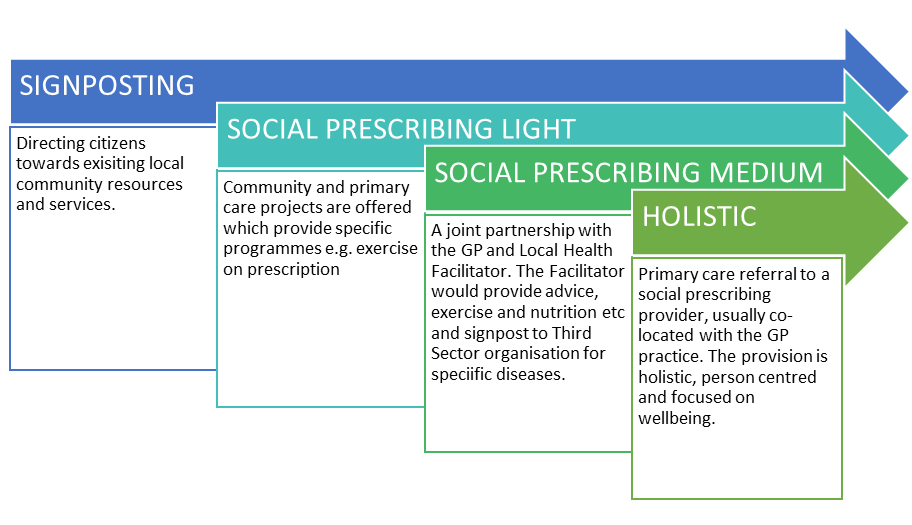 SIGNPOSTING
Directing citizens
towards exisiting local
community resources
and services.
SOCIAL PRESCRIBING LIGHT
Community and primary
care projects are offered
which provide specific
programmes e.g. exercise
on prescription
SOCIAL PRESCRIBING MEDIUM
A joint partnership with
the GP and Local Health
Facilitator. The Facilitator
would provide advice,
exercise and nutrition etc
and signpost to Third
Sector organisation for
speciific diseases.
HOLISTIC
Primary care referral to a
social prescribing
provider, usually co-
located with the GP
practice. The provision is
holistic, person centred
and focused on
wellbeing.